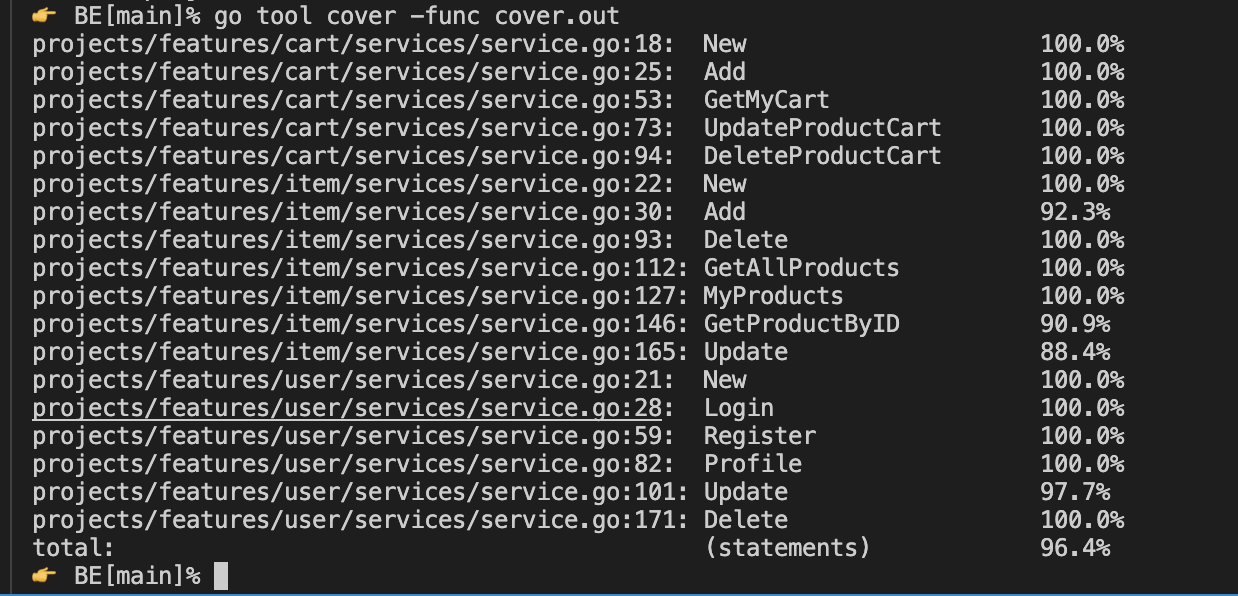 👉 BE[main]% go tool cover -func cover.out
projects/features/cart/services/service.go:18:  New                     100.0%
projects/features/cart/services/service.go:25:  Add                     100.0%
projects/features/cart/services/service.go:53:  GetMyCart               100.0%
projects/features/cart/services/service.go:73:  UpdateProductCart       100.0%
projects/features/cart/services/service.go:94:  DeleteProductCart       100.0%
projects/features/item/services/service.go:22:  New                     100.0%
projects/features/item/services/service.go:30:  Add                     92.3%
projects/features/item/services/service.go:93:  Delete                  100.0%
projects/features/item/services/service.go:112: GetAllProducts          100.0%
projects/features/item/services/service.go:127: MyProducts              100.0%
projects/features/item/services/service.go:146: GetProductByID          90.9%
projects/features/item/services/service.go:165: Update                  88.4%
projects/features/user/services/service.go:21:  New                     100.0%
projects/features/user/services/service.go:28:  Login                   100.0%
projects/features/user/services/service.go:59:  Register                100.0%
projects/features/user/services/service.go:82:  Profile                 100.0%
projects/features/user/services/service.go:101: Update                  97.7%
projects/features/user/services/service.go:171: Delete                  100.0%
total:                                          (statements)            96.4%
👉 BE[main]%